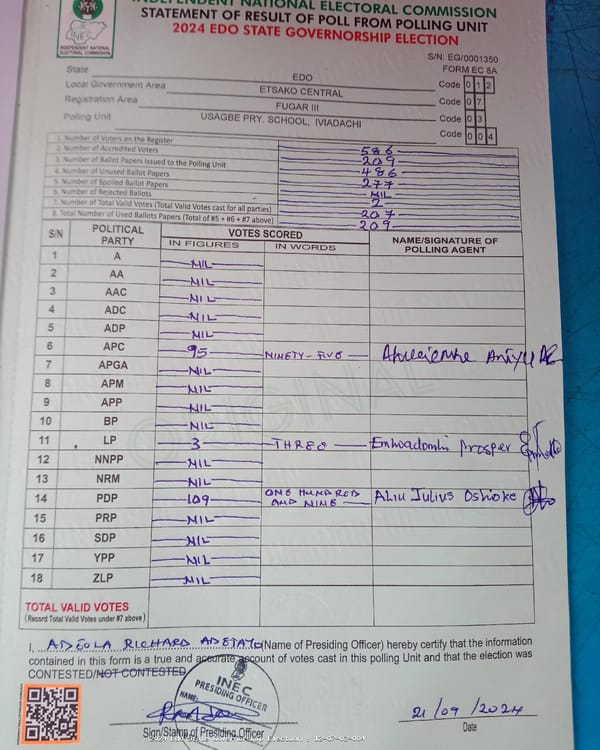 INDEPENDENT NATIONAL ELECTORAL COMMISSION
STATEMENT OF RESULT OF POLL FROM POLLING UNIT
2024 EDO STATE GOVERNORSHIP ELECTION
INEC
INDEPENDENT NATIONAL ELECTORAL COMMISSION
S/N: EG/0001350
FORM EC 8A
State EDO Code 0 1 2
Local Government Area ETSAKO CENTRAL Code 0 7
Registration Area FUGAR III Code 0 3
Polling Unit USAGBE PRY. SCHOOL, IVIADACHI Code 0 0 4
1. Number of Voters on the Register 586
2. Number of Accredited Voters 209
3. Number of Ballot Papers Issued to the Polling Unit 486
4. Number of Unused Ballot Papers 277
5. Number of Spoiled Ballot Papers NIL
6. Number of Rejected Ballots 2
7. Number of Total Valid Votes (Total Valid Votes cast for all parties) 207
8. Total Number of Used Ballots Papers (Total of #5 + #6 + #7 above) 209
S/N POLITICAL PARTY VOTES SCORED NAME/SIGNATURE OF POLLING AGENT
IN FIGURES IN WORDS
1 A NIL
2 AA NIL
3 AAC NIL
4 ADC NIL
5 ADP NIL
6 APC 95 NINETY-FIVE
7 APGA NIL
8 APM NIL
9 APP NIL
10 BP NIL
11 LP 3 THREE Prosper
12 NNPP NIL
13 NRM NIL
14 PDP 109 ONE HUNDRED AND NINE Aliu Julius Oshioke
15 PRP NIL
16 SDP NIL
17 YPP NIL
18 ZLP NIL
ORIGINAL
TOTAL VALID VOTES
(Record Total Valid Votes under #7 above)
I, ADEOLA RICHARD ADETAYO (Name of Presiding Officer) hereby certify that the information
contained in this form is a true and accurate account of votes cast in this polling Unit and that the election was
CONTESTED/NOT CONTESTED
INEC
PRESIDING OFFICER
NAME:
21/09/2024
Sign/Stamp of Presiding Officer
Date